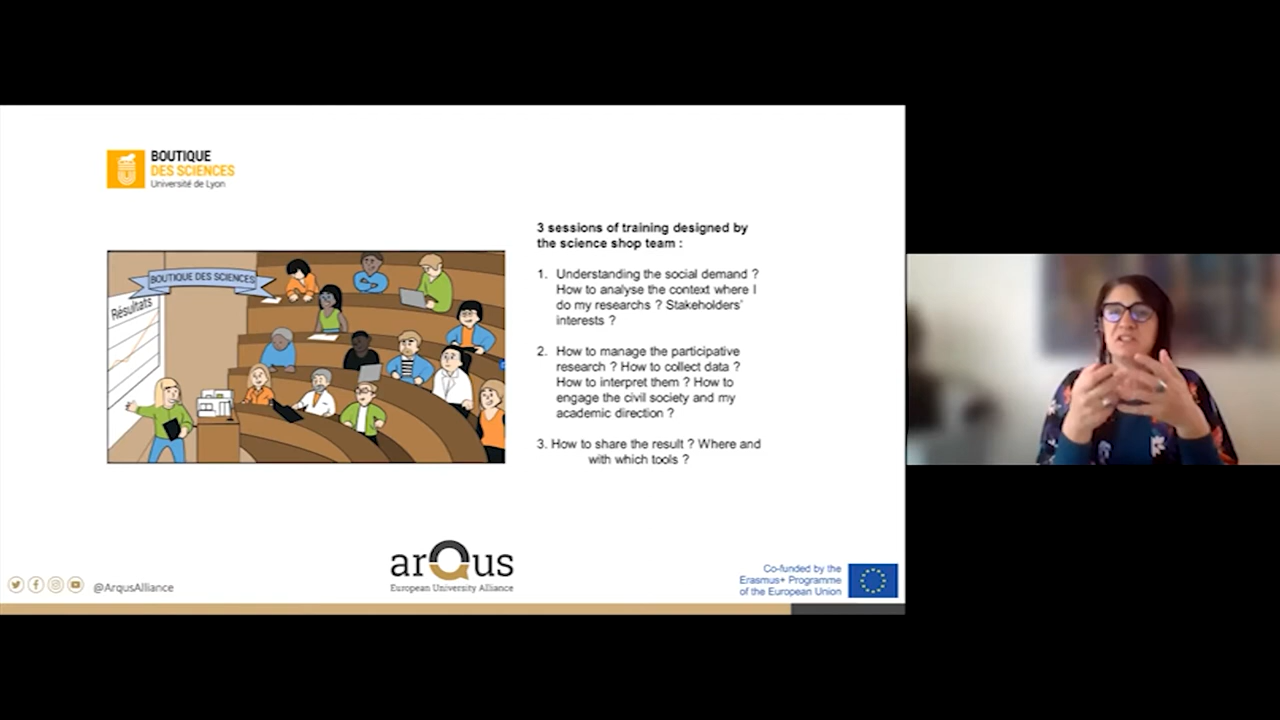 BOUTIQUE
DES SCIENCES
Université de Lyon
BOUTIQUE DES SCIENCES
Résultats
3 sessions of training designed by
the science shop team :
1. Understanding the social demand ?
How to analyse the context where I
do my researchs ? Stakeholders'
interests ?
2. How to manage the participative
research ? How to collect data ?
How to interpret them ? How to
engage the civil society and my
academic direction ?
3. How to share the result ? Where and
with which tools ?
arQus
European University Alliance
@ArqusAlliance
Co-funded by the
Erasmus+ Programme
of the European Union